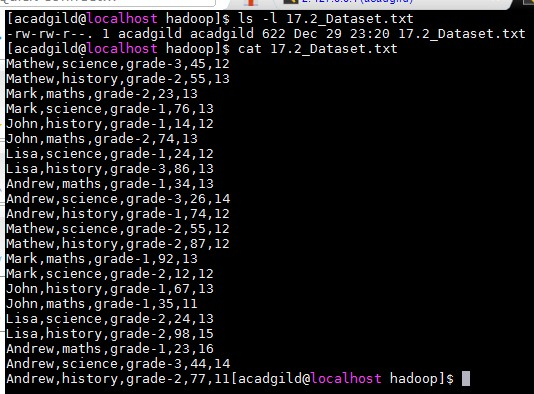 [acadgild@localhost hadoop]$ ls -l 17.2_Dataset.txt
-rw-rw-r--. 1 acadgild acadgild 622 Dec 29 23:20 17.2_Dataset.txt
[acadgild@localhost hadoop]$ cat 17.2_Dataset.txt
Mathew,science,grade-3,45,12
Mathew,history,grade-2,55,13
Mark,maths,grade-2,23,13
Mark,science,grade-1,76,13
John,history,grade-1,14,12
John,maths,grade-2,74,13
Lisa,science,grade-1,24,12
Lisa,history,grade-3,86,13
Andrew,maths,grade-1,34,13
Andrew,science,grade-3,26,14
Andrew,history,grade-1,74,12
Mathew,science,grade-2,55,12
Mathew,history,grade-2,87,12
Mark,maths,grade-1,92,13
Mark,science,grade-2,12,12
John,history,grade-1,67,13
John,maths,grade-1,35,11
Lisa,science,grade-2,24,13
Lisa,history,grade-2,98,15
Andrew,maths,grade-1,23,16
Andrew,science,grade-3,44,14
Andrew,history,grade-2,77,11[acadgild@localhost hadoop]$